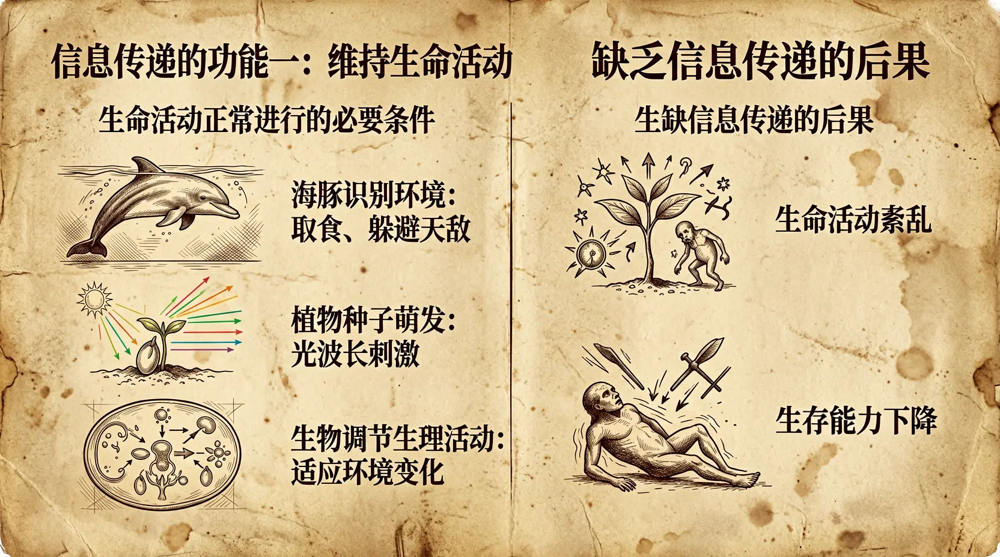 信息传递的功能一：维持生命活动
生命活动正常进行的必要条件
海豚识别环境：
取食、躲避天敌
植物种子萌发：
光波长刺激
生物调节生理活动：
适应环境变化
缺乏信息传递的后果
生缺信息传递的后果
生命活动紊乱
生存能力下降